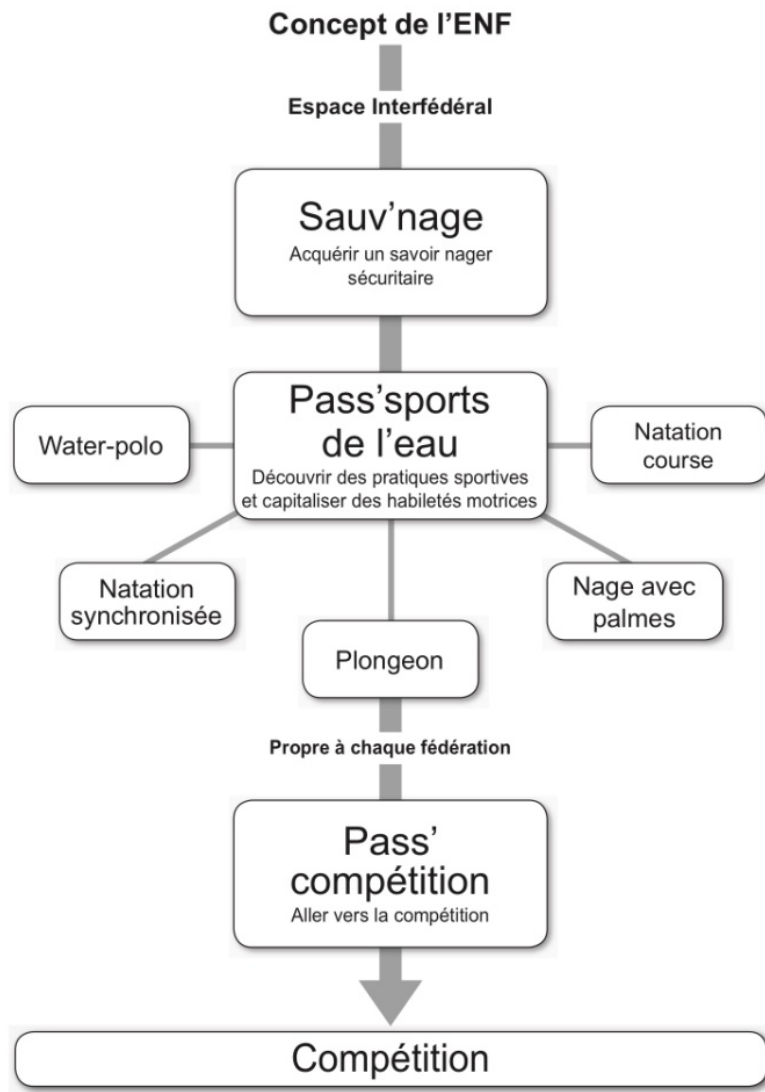 Concept de l'ENF
Espace Interfédéral
Sauv'nage
Acquérir un savoir nager
sécuritaire
Pass'sports
de l'eau
Découvrir des pratiques sportives
et capitaliser des habiletés motrices
Water-polo
Natation
course
Natation
synchronisée
Nage avec
palmes
Plongeon
Propre à chaque fédération
Pass'
compétition
Aller vers la compétition
Compétition